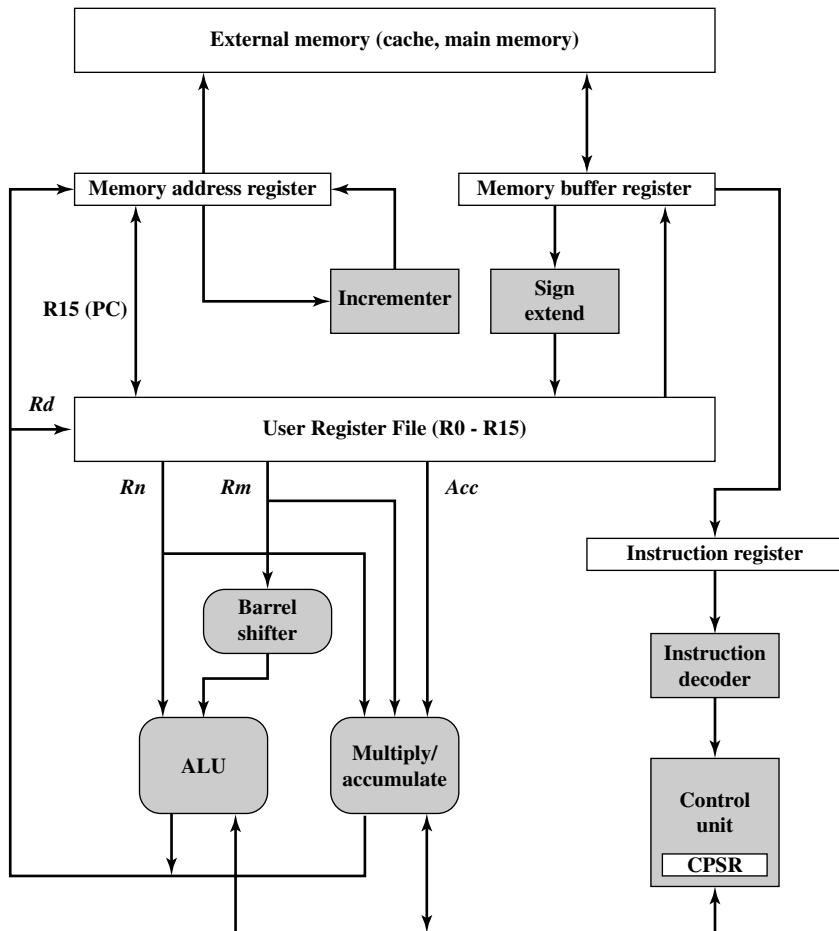 External memory (cache, main memory)
Memory address register
Memory buffer register
R15 (PC)
Incrementer
Sign
extend
Rd
User Register File (R0 - R15)
Rn
Rm
Acc
Instruction register
Barrel
shifter
Instruction
decoder
ALU
Multiply/
accumulate
Control
unit
CPSR